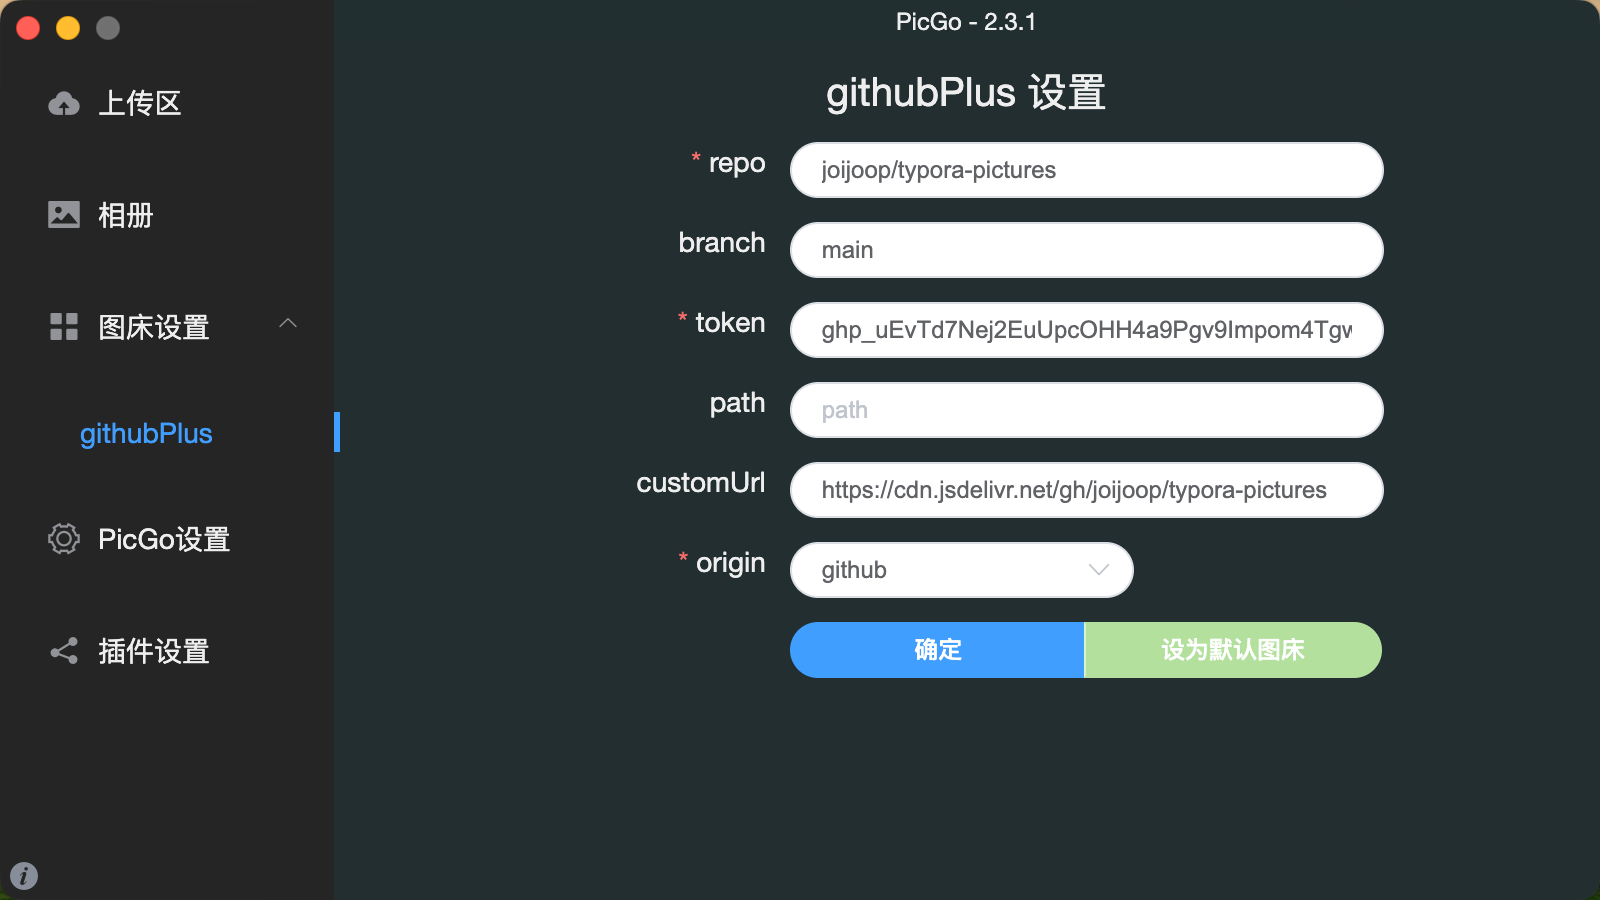 PicGo - 2.3.1
上传区
相册
图床设置
githubPlus
PicGo设置
插件设置
githubPlus 设置
* repo
joijoop/typora-pictures
branch
main
* token
ghp_uEvTd7Nej2EuUpcOHH4a9Pgv9Impom4Tgw
path
path
customUrl
https://cdn.jsdelivr.net/gh/joijoop/typora-pictures
* origin
github
确定
设为默认图床